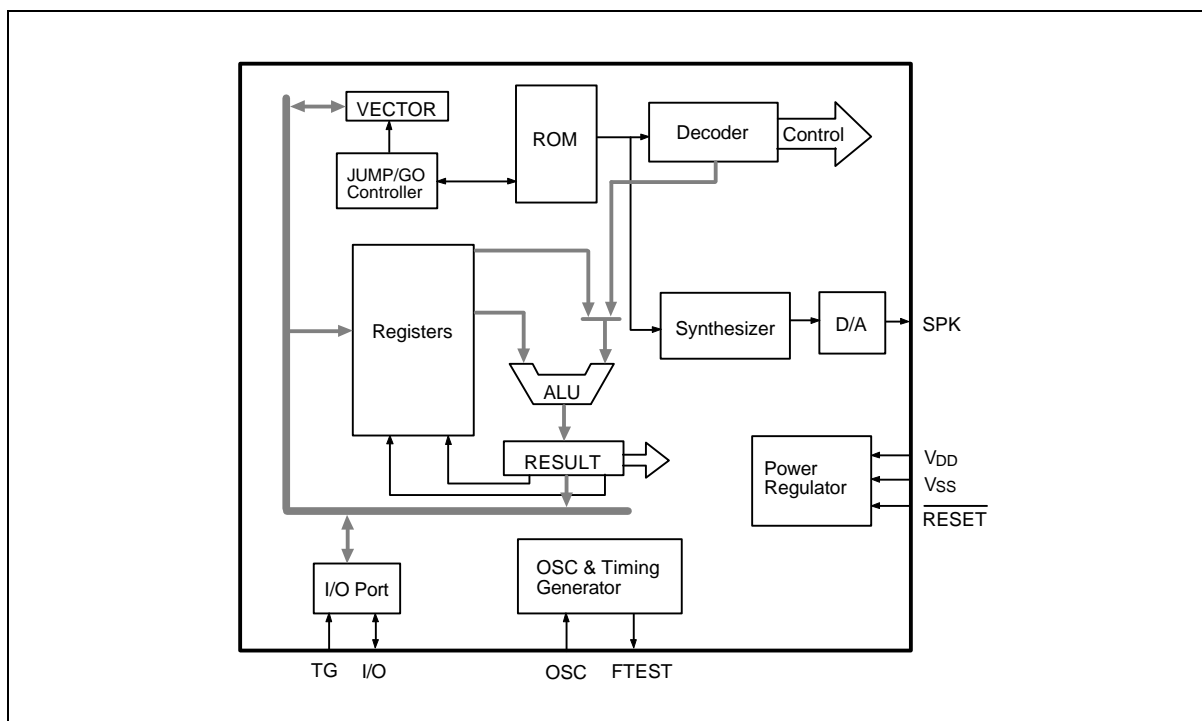 VECTOR
ROM
Decoder
Control
JUMP/GO
Controller
Registers
Synthesizer
D/A
SPK
ALU
RESULT
Power
Regulator
VDD
VSS
RESET
OSC & Timing
Generator
I/O Port
TG
I/O
OSC
FTEST